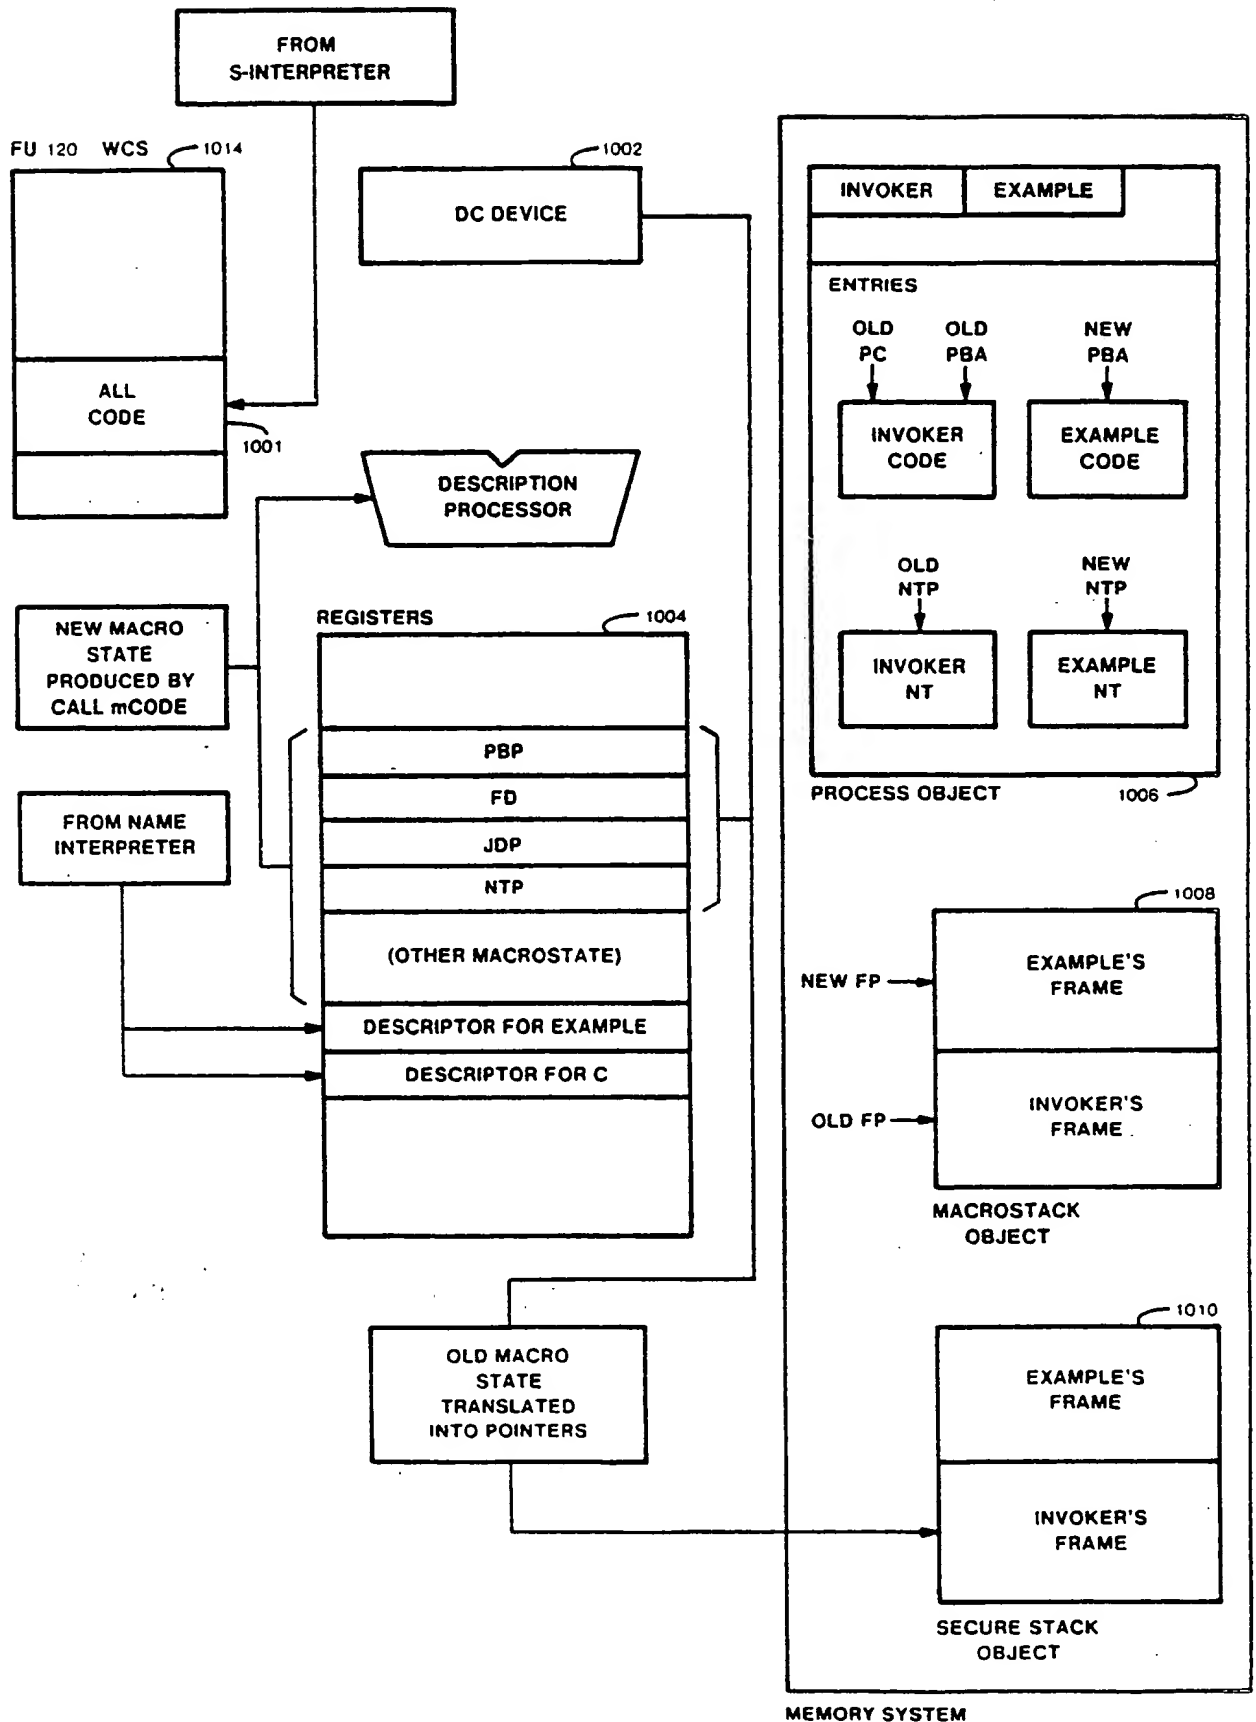 FROM
S-INTERPRETER
FU 120 WCS
1014
1002
DC DEVICE
ALL
CODE
1001
DESCRIPTION
PROCESSOR
NEW MACRO
STATE
PRODUCED BY
CALL mCODE
REGISTERS
1004
FROM NAME
INTERPRETER
PBP
FD
JDP
NTP
(OTHER MACROSTATE)
DESCRIPTOR FOR EXAMPLE
DESCRIPTOR FOR C
OLD MACRO
STATE
TRANSLATED
INTO POINTERS
INVOKER
EXAMPLE
ENTRIES
OLD
PC
OLD
PBA
NEW
PBA
INVOKER
CODE
EXAMPLE
CODE
OLD
NTP
NEW
NTP
INVOKER
NT
EXAMPLE
NT
PROCESS OBJECT
1006
1008
NEW FP
EXAMPLE'S
FRAME
OLD FP
INVOKER'S
FRAME
MACROSTACK
OBJECT
1010
EXAMPLE'S
FRAME
INVOKER'S
FRAME
SECURE STACK
OBJECT
MEMORY SYSTEM